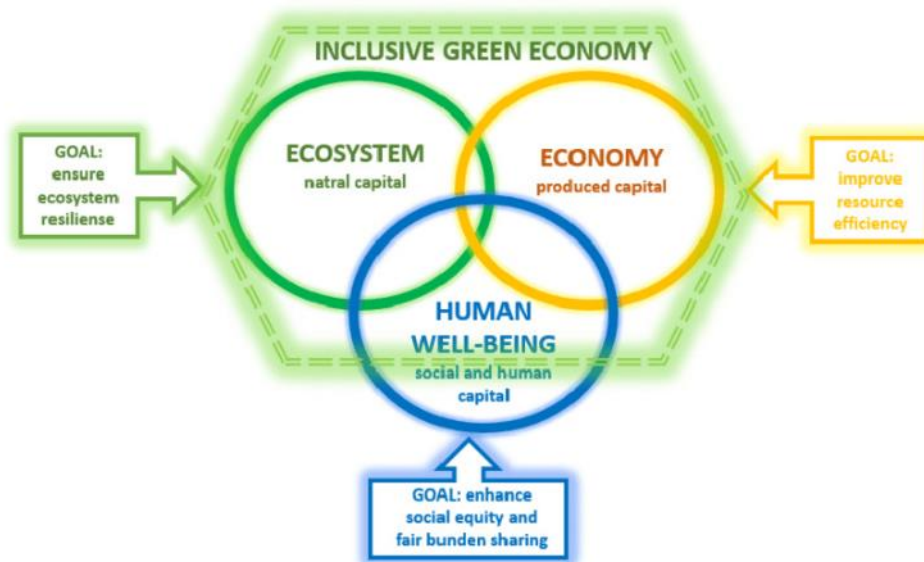 INCLUSIVE GREEN ECONOMY
GOAL:
ensure
ecosystem
resiliense
ECOSYSTEM
natral capital
ECONOMY
produced capital
GOAL:
improve
resource
efficiency
HUMAN
WELL-BEING
social and human
capital
GOAL: enhance
social equity and
fair bunden sharing